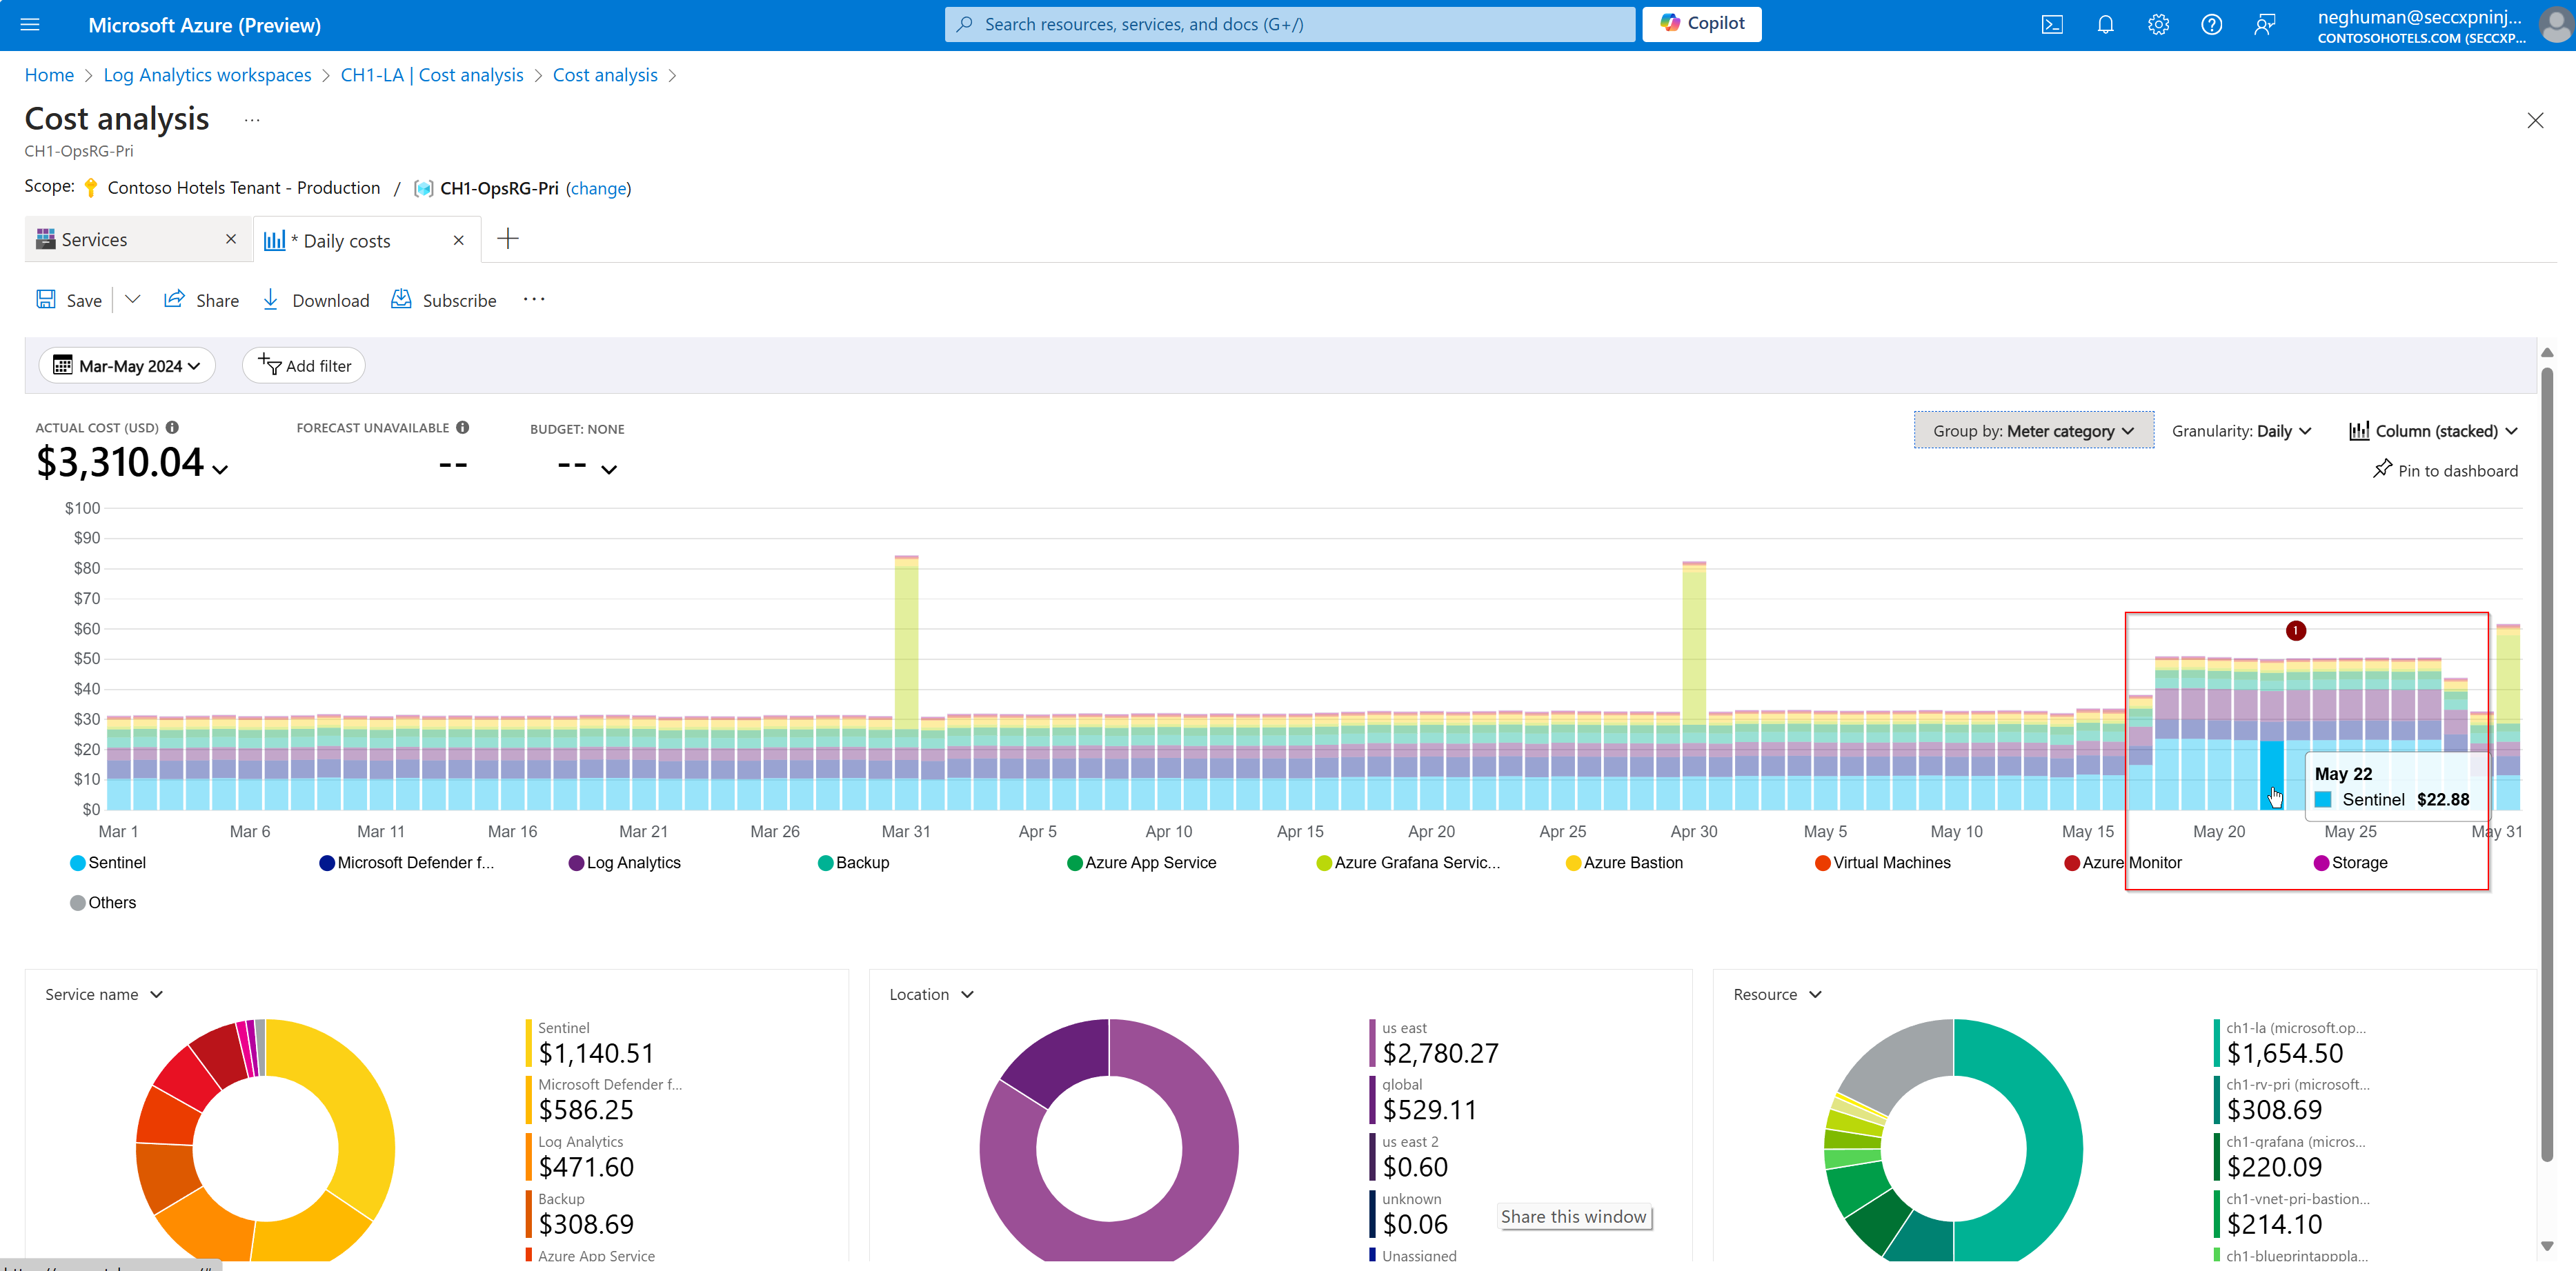 Microsoft Azure (Preview)
Search resources, services, and docs (G+/)
Copilot
neghuman@seccxpninj...
CONTOSOHOTELS.COM (SECCXP...
Home > Log Analytics workspaces > CH1-LA | Cost analysis > Cost analysis >
Cost analysis ...
CH1-OpsRG-Pri
Scope: Contoso Hotels Tenant - Production / CH1-OpsRG-Pri (change)
Services
* Daily costs
Save
Share
Download
Subscribe
...
Mar-May 2024
Add filter
ACTUAL COST (USD)
$3,310.04
FORECAST UNAVAILABLE
--
BUDGET: NONE
--
Group by: Meter category
Granularity: Daily
Column (stacked)
Pin to dashboard
$100
$90
$80
$70
$60
$50
$40
$30
$20
$10
$0
1
May 22
Sentinel $22.88
Mar 1
Mar 6
Mar 11
Mar 16
Mar 21
Mar 26
Mar 31
Apr 5
Apr 10
Apr 15
Apr 20
Apr 25
Apr 30
May 5
May 10
May 15
May 20
May 25
May 31
Sentinel
Microsoft Defender f...
Log Analytics
Backup
Azure App Service
Azure Grafana Servic...
Azure Bastion
Virtual Machines
Azure Monitor
Storage
Others
Service name
Sentinel
$1,140.51
Microsoft Defender f...
$586.25
Log Analytics
$471.60
Backup
$308.69
Azure App Service
Location
us east
$2,780.27
global
$529.11
us east 2
$0.60
unknown
$0.06
Unassigned
Share this window
Resource
ch1-la (microsoft.op...
$1,654.50
ch1-rv-pri (microsoft...
$308.69
ch1-grafana (micros...
$220.09
ch1-vnet-pri-bastion...
$214.10
ch1-blueprintapppla...